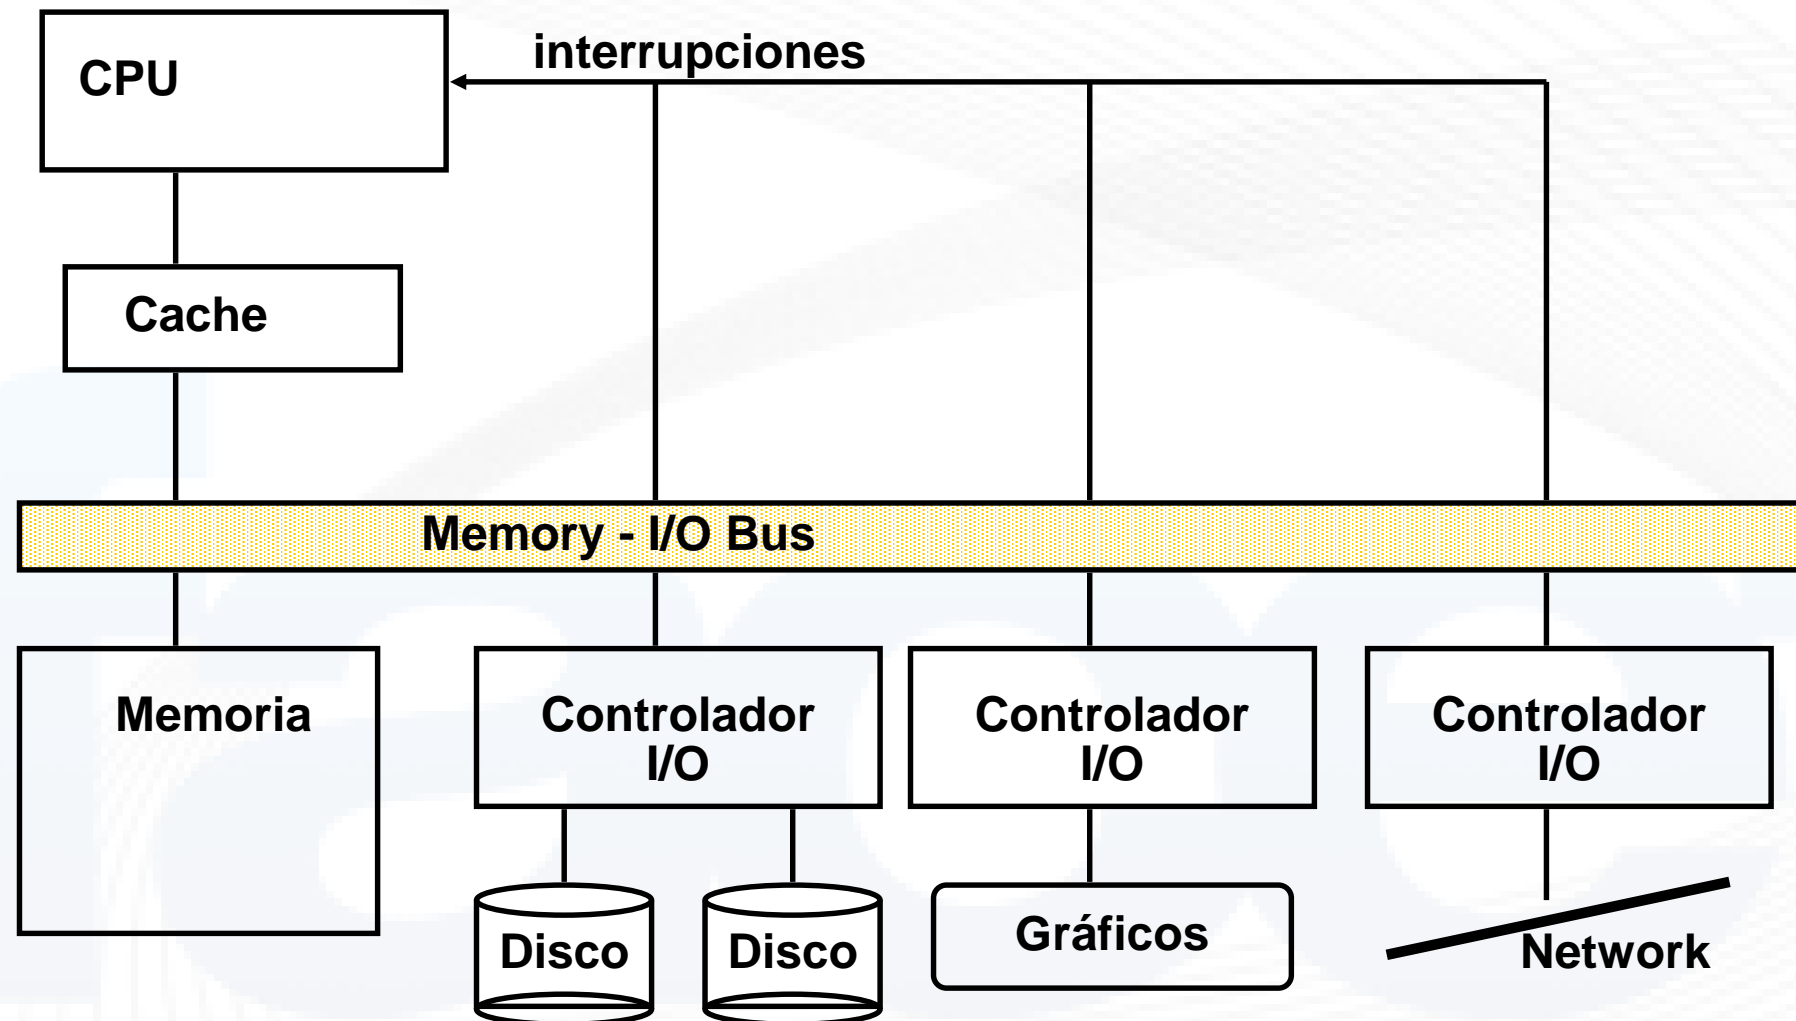 CPU
interrupciones
Cache
Memory - I/O Bus
Memoria
Controlador
I/O
Controlador
I/O
Controlador
I/O
Disco
Disco
Gráficos
Network